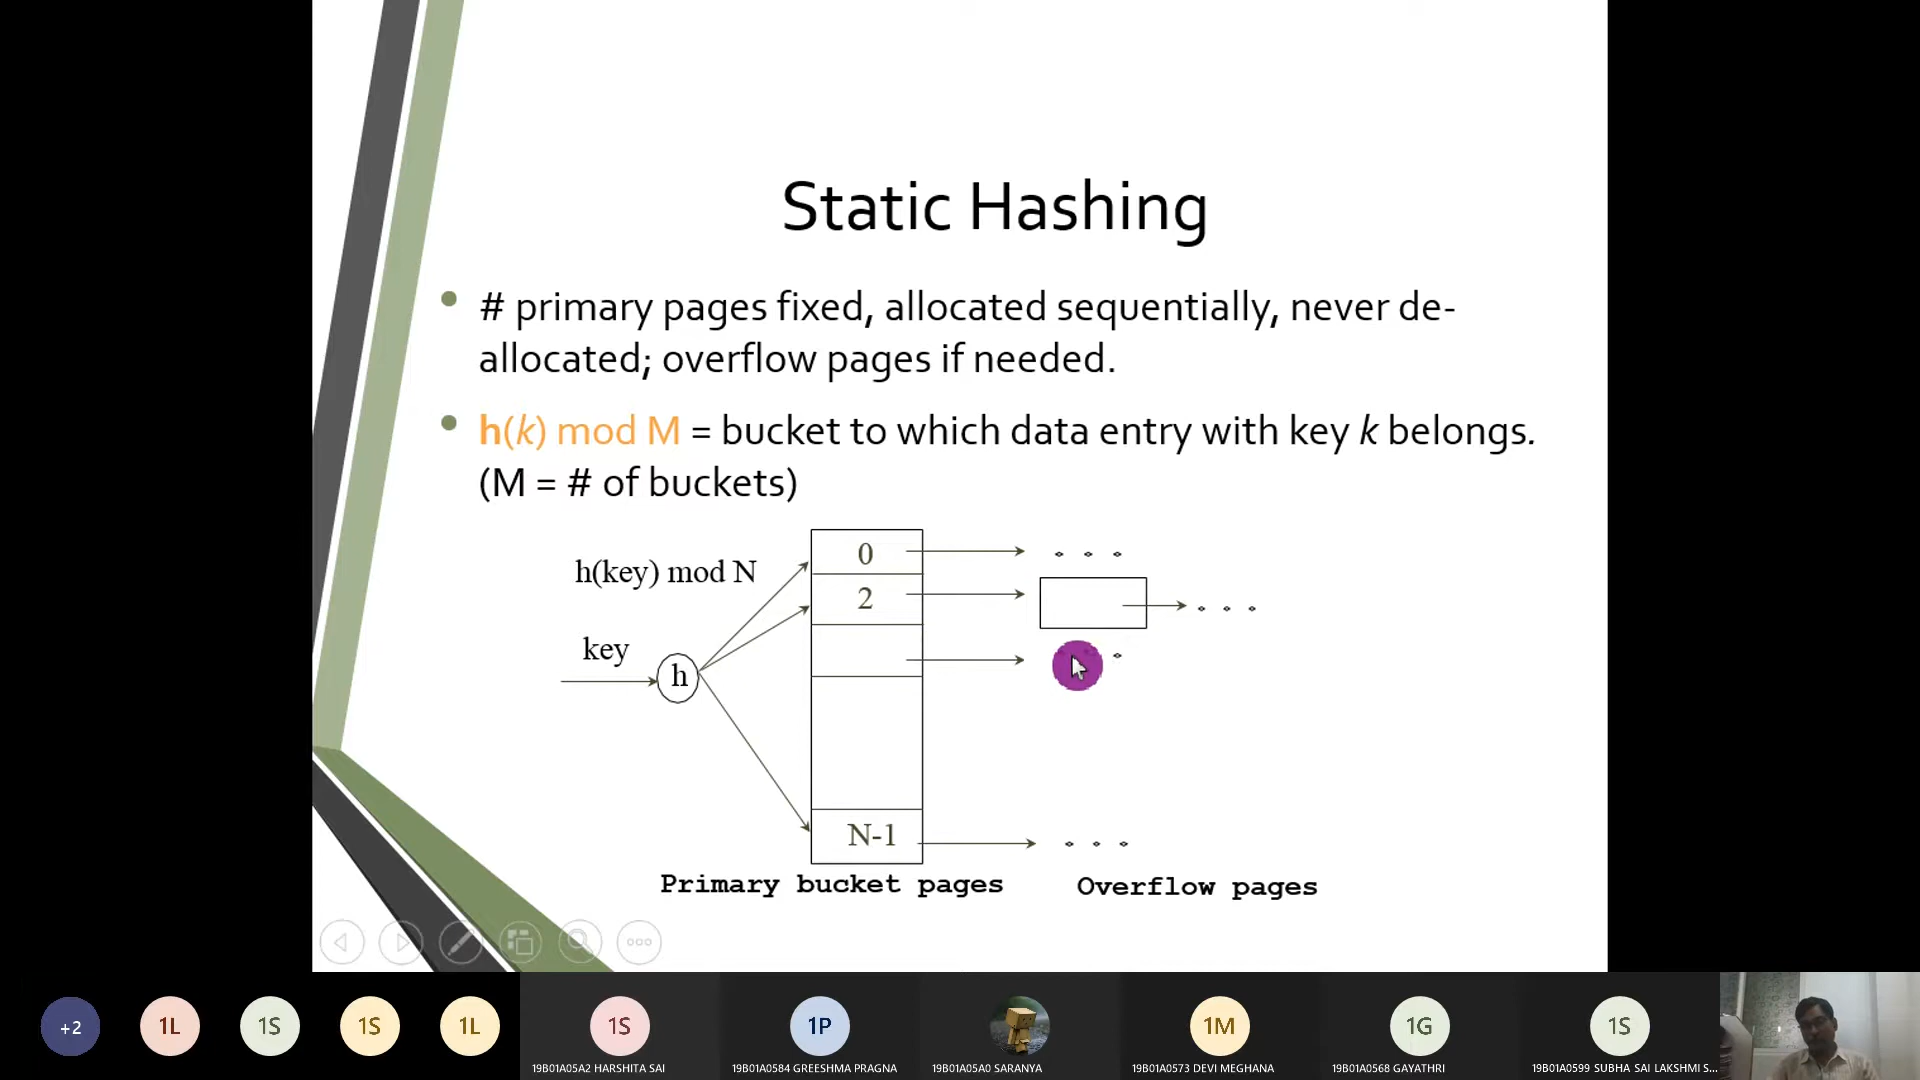 Static Hashing
# primary pages fixed, allocated sequentially, never de-
allocated; overflow pages if needed.
h(k) mod M = bucket to which data entry with key k belongs.
(M = # of buckets)
h(key) mod N
key
h
0
2
N-1
Primary bucket pages
Overflow pages
+2
1L
1S
1S
1L
1S
1P
1M
1G
1S
19B01A05A2 HARSHITA SAI
19B01A0584 GREESHMA PRAGNA
19B01A05A0 SARANYA
19B01A0573 DEVI MEGHANA
19B01A0568 GAYATHRI
19B01A0599 SUBHA SAI LAKSHMI S...